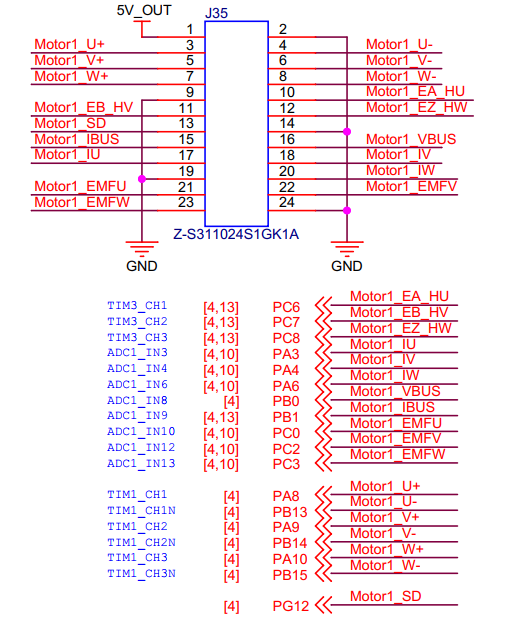 5V_OUT
J35
1 2
Motor1_U+ 3 4 Motor1_U-
Motor1_V+ 5 6 Motor1_V-
Motor1_W+ 7 8 Motor1_W-
9 10 Motor1_EA_HU
Motor1_EB_HV 11 12 Motor1_EZ_HW
Motor1_SD 13 14
Motor1_IBUS 15 16 Motor1_VBUS
Motor1_IU 17 18 Motor1_IV
19 20 Motor1_IW
Motor1_EMFU 21 22 Motor1_EMFV
Motor1_EMFW 23 24
Z-S311024S1GK1A
GND GND
TIM3_CH1 [4,13] PC6 Motor1_EA_HU
TIM3_CH2 [4,13] PC7 Motor1_EB_HV
TIM3_CH3 [4,13] PC8 Motor1_EZ_HW
ADC1_IN3 [4,10] PA3 Motor1_IU
ADC1_IN4 [4,10] PA4 Motor1_IV
ADC1_IN6 [4,10] PA6 Motor1_IW
ADC1_IN8 [4] PB0 Motor1_VBUS
ADC1_IN9 [4,13] PB1 Motor1_IBUS
ADC1_IN10 [4,10] PC0 Motor1_EMFU
ADC1_IN12 [4,10] PC2 Motor1_EMFV
ADC1_IN13 [4,10] PC3 Motor1_EMFW
TIM1_CH1 [4] PA8 Motor1_U+
TIM1_CH1N [4] PB13 Motor1_U-
TIM1_CH2 [4] PA9 Motor1_V+
TIM1_CH2N [4] PB14 Motor1_V-
TIM1_CH3 [4] PA10 Motor1_W+
TIM1_CH3N [4] PB15 Motor1_W-
[4] PG12 Motor1_SD